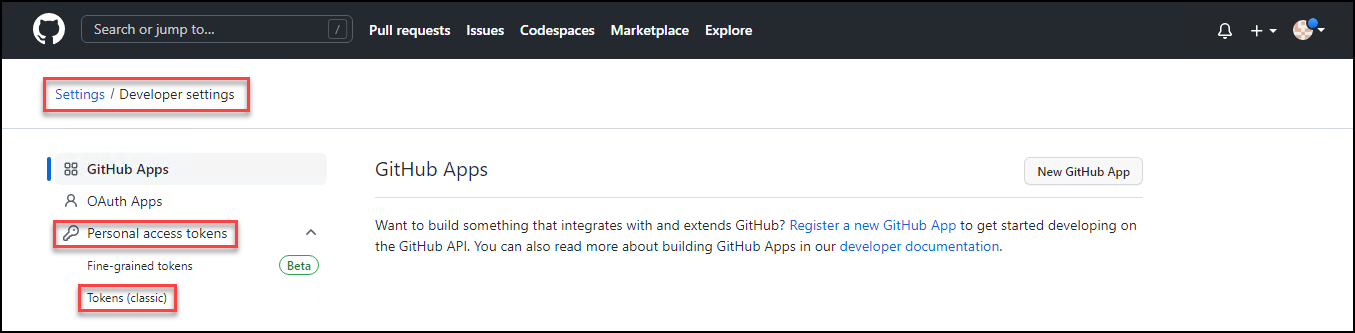 Search or jump to... / Pull requests Issues Codespaces Marketplace Explore
Settings / Developer settings
GitHub Apps
OAuth Apps
Personal access tokens
Fine-grained tokens Beta
Tokens (classic)
GitHub Apps New GitHub App
Want to build something that integrates with and extends GitHub? Register a new GitHub App to get started developing on
the GitHub API. You can also read more about building GitHub Apps in our developer documentation.